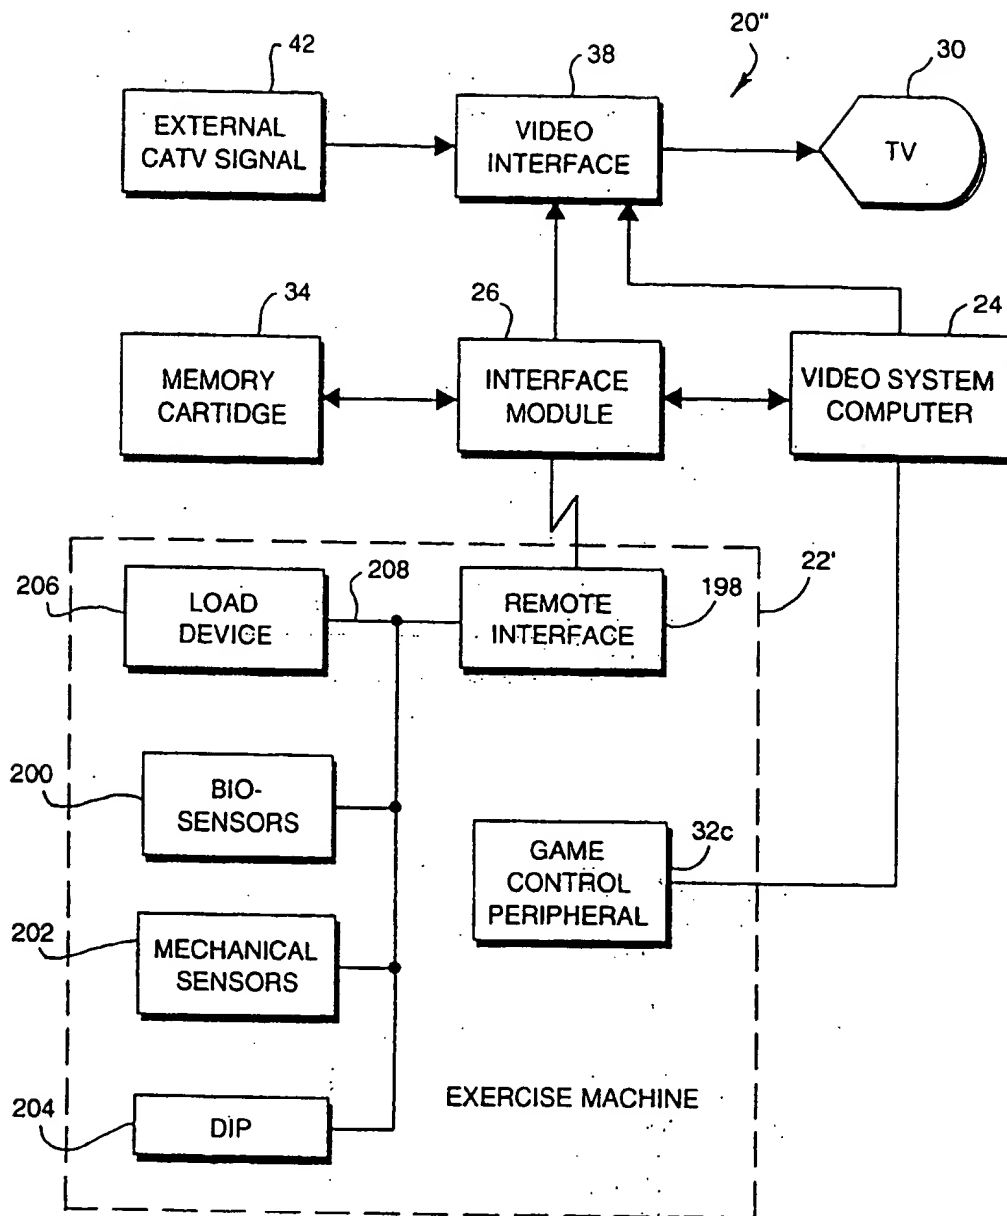 20"
42
38
30
EXTERNAL
CATV SIGNAL
VIDEO
INTERFACE
TV
34
26
24
MEMORY
CARTIDGE
INTERFACE
MODULE
VIDEO SYSTEM
COMPUTER
206
LOAD
DEVICE
208
REMOTE
INTERFACE
198
22'
200
BIO-
SENSORS
GAME
CONTROL
PERIPHERAL
32c
202
MECHANICAL
SENSORS
204
DIP
EXERCISE MACHINE